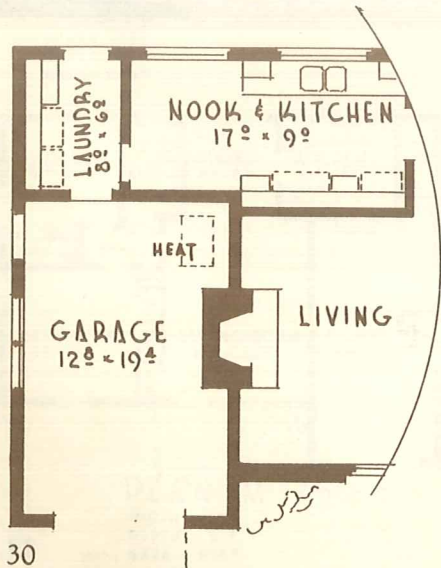 LAUNDRY
8⁰ x 6⁰
NOOK & KITCHEN
17⁰ x 9⁰
HEAT
GARAGE
12⁸ x 19⁴
LIVING
30